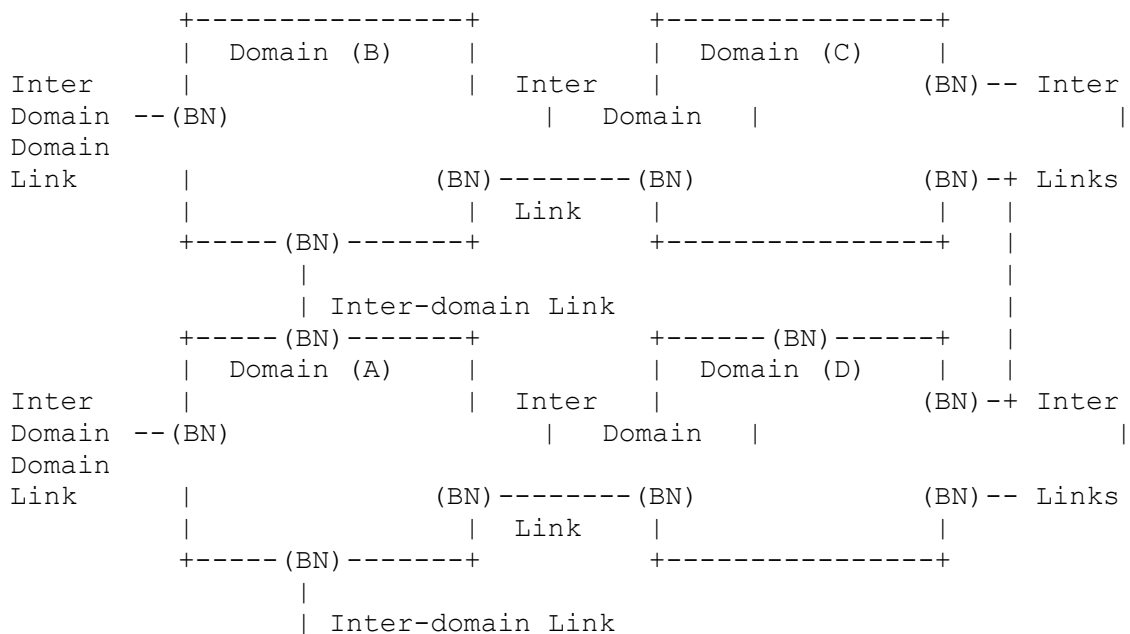 +----------------+          +----------------+
         |  Domain (B)    |          |  Domain (C)    |
Inter    |                |  Inter   |               (BN)-- Inter
Domain --(BN)                 |   Domain   |                    |
Domain
Link     |              (BN)--------(BN)            (BN)-+ Links
         |                |  Link    |                |   |
         +-----(BN)-------+          +----------------+   |
               |                                          |
               | Inter-domain Link                        |
         +-----(BN)-------+          +------(BN)------+   |
         |  Domain (A)    |          |  Domain (D)    |   |
Inter    |                |  Inter   |               (BN)-+ Inter
Domain --(BN)                 |   Domain   |                    |
Domain
Link     |              (BN)--------(BN)            (BN)-- Links
         |                |  Link    |                |
         +-----(BN)-------+          +----------------+
               |
               | Inter-domain Link